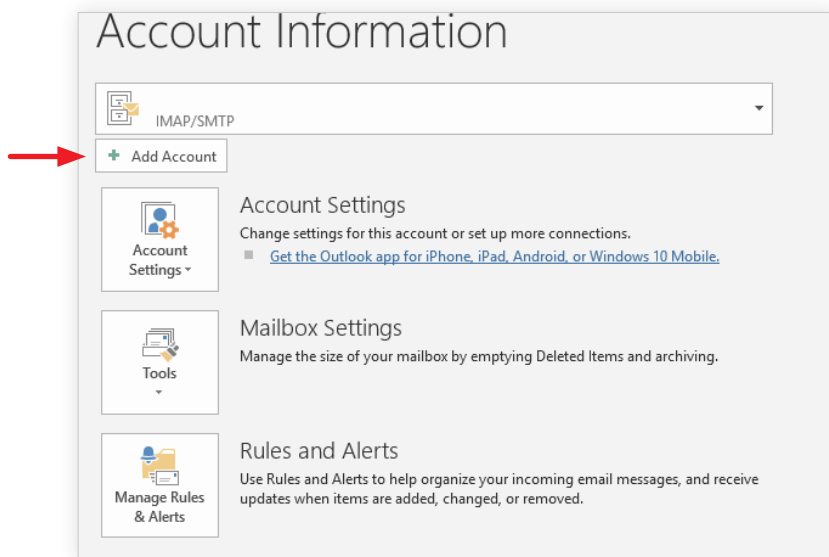 Account Information
IMAP/SMTP
Add Account
Account
Settings
Account Settings
Change settings for this account or set up more connections.
Get the Outlook app for iPhone, iPad, Android, or Windows 10 Mobile.
Tools
Mailbox Settings
Manage the size of your mailbox by emptying Deleted Items and archiving.
Manage Rules
& Alerts
Rules and Alerts
Use Rules and Alerts to help organize your incoming email messages, and receive
updates when items are added, changed, or removed.